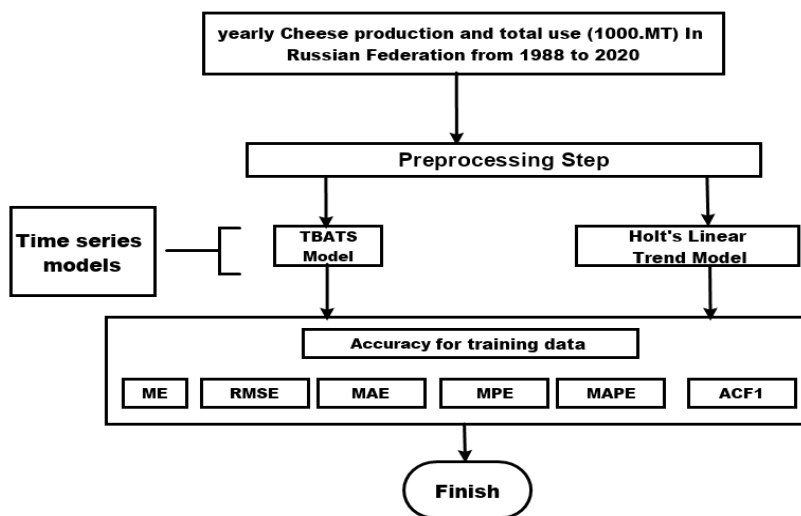 yearly Cheese production and total use (1000.MT) In
Russian Federation from 1988 to 2020
Preprocessing Step
Time series
models
TBATS
Model
Holt's Linear
Trend Model
Accuracy for training data
ME
RMSE
MAE
MPE
MAPE
ACF1
Finish